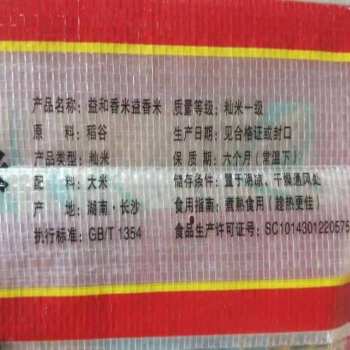 产品名称：益和香米益香米
原　料：稻谷
产品类型：籼米
配　料：大米
产　地：湖南·长沙
执行标准：GB/T 1354
质量等级：籼米一级
生产日期：见合格证或封口
保 质 期：六个月（常温下）
储存条件：置于阴凉、干燥通风处
食用指南：煮熟食用（趁热更佳）
食品生产许可证号：SC1014301220575